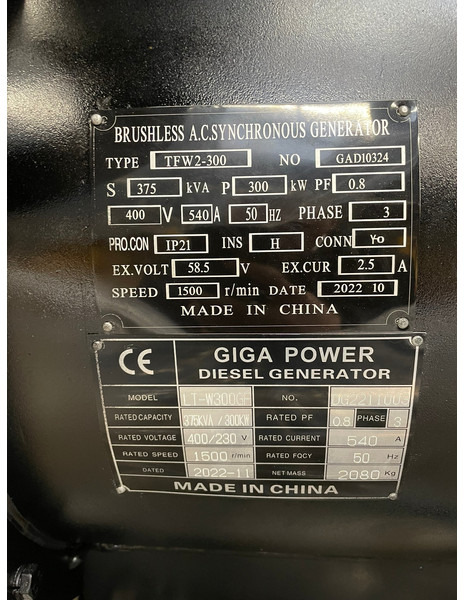 BRUSHLESS A.C.SYNCHRONOUS GENERATOR
TYPE TFW2-300 NO GAD10324
S 375 kVA P 300 kW PF 0.8
400 V 540 A 50 HZ PHASE 3
PRO.CON IP21 INS H CONN Y-0
EX.VOLT 58.5 V EX.CUR 2.5 A
SPEED 1500 r/min DATE 2022 10
MADE IN CHINA
CE GIGA POWER
DIESEL GENERATOR
MODEL LT-W300GF NO.
RATED CAPACITY 375KVA/300KW RATED PF 0.8 PHASE 3
RATED VOLTAGE 400/230 V RATED CURRENT 540 A
RATED SPEED 1500 r/min RATED FQCY 50 Hz
DATED 2022-11 NET MASS 2080 Kg
MADE IN CHINA